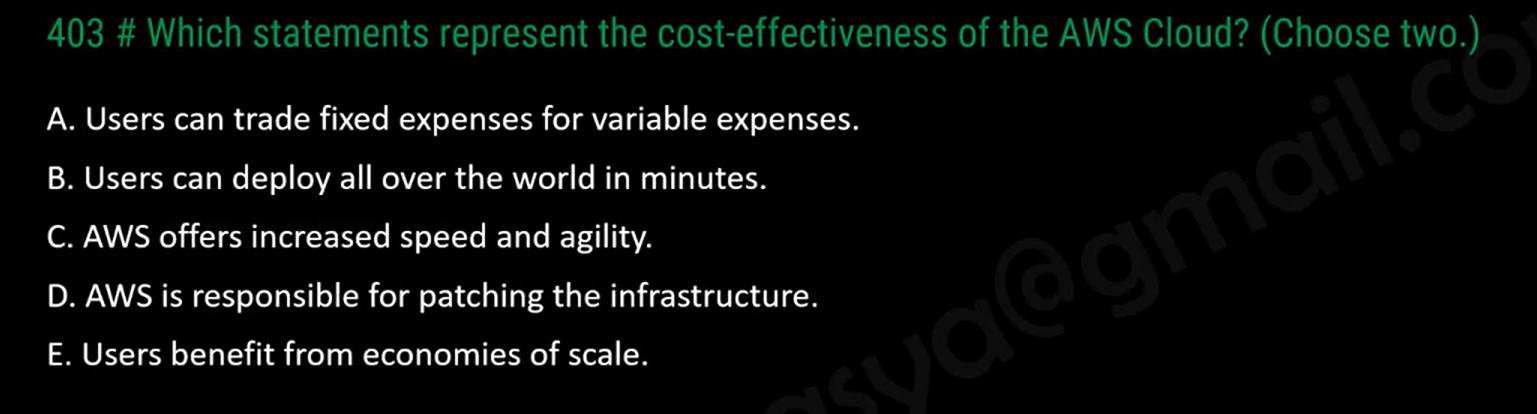 403 # Which statements represent the cost-effectiveness of the AWS Cloud? (Choose two.)
A. Users can trade fixed expenses for variable expenses.
B. Users can deploy all over the world in minutes.
C. AWS offers increased speed and agility.
D. AWS is responsible for patching the infrastructure.
E. Users benefit from economies of scale.